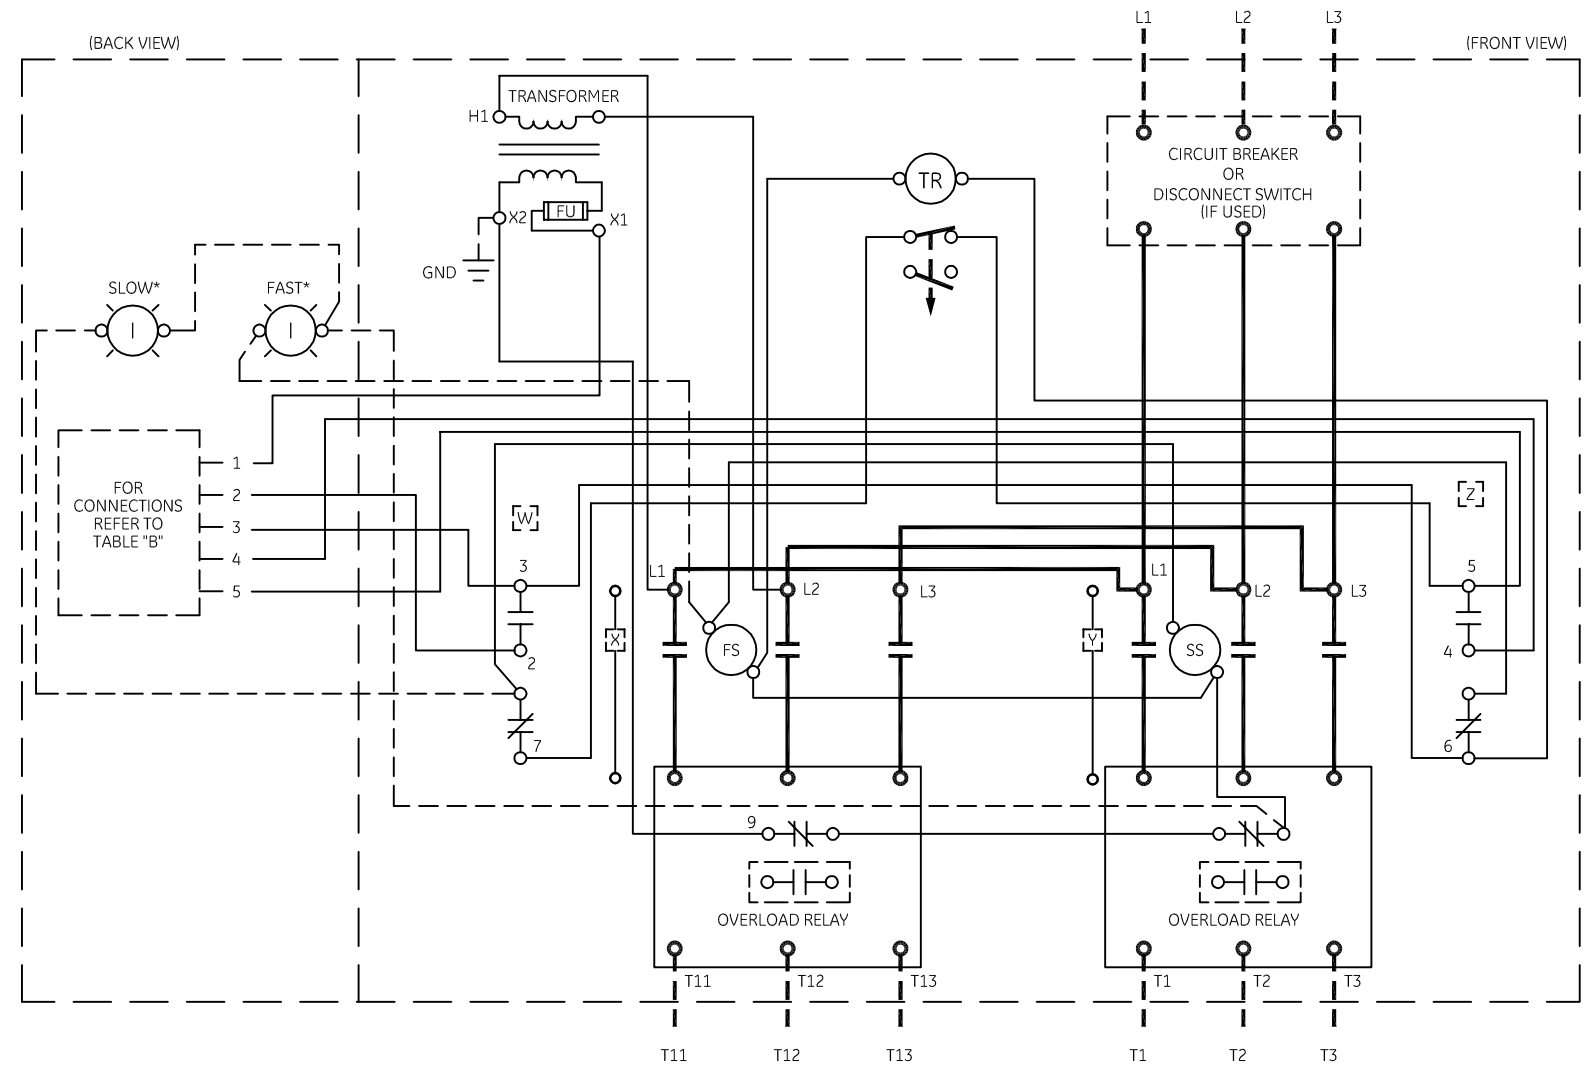 L1 L2 L3
(BACK VIEW) (FRONT VIEW)
TRANSFORMER
H1
CIRCUIT BREAKER
OR
DISCONNECT SWITCH
(IF USED)
TR
FU
X2 X1
GND
SLOW* FAST*
I I
1
2
3
4
5
FOR
CONNECTIONS
REFER TO
TABLE "B"
W
Z
3
5
L1 L2 L3 L1 L2 L3
X
Y
FS
SS
2
4
7
6
9
OVERLOAD RELAY OVERLOAD RELAY
T11 T12 T13 T1 T2 T3
T11 T12 T13 T1 T2 T3